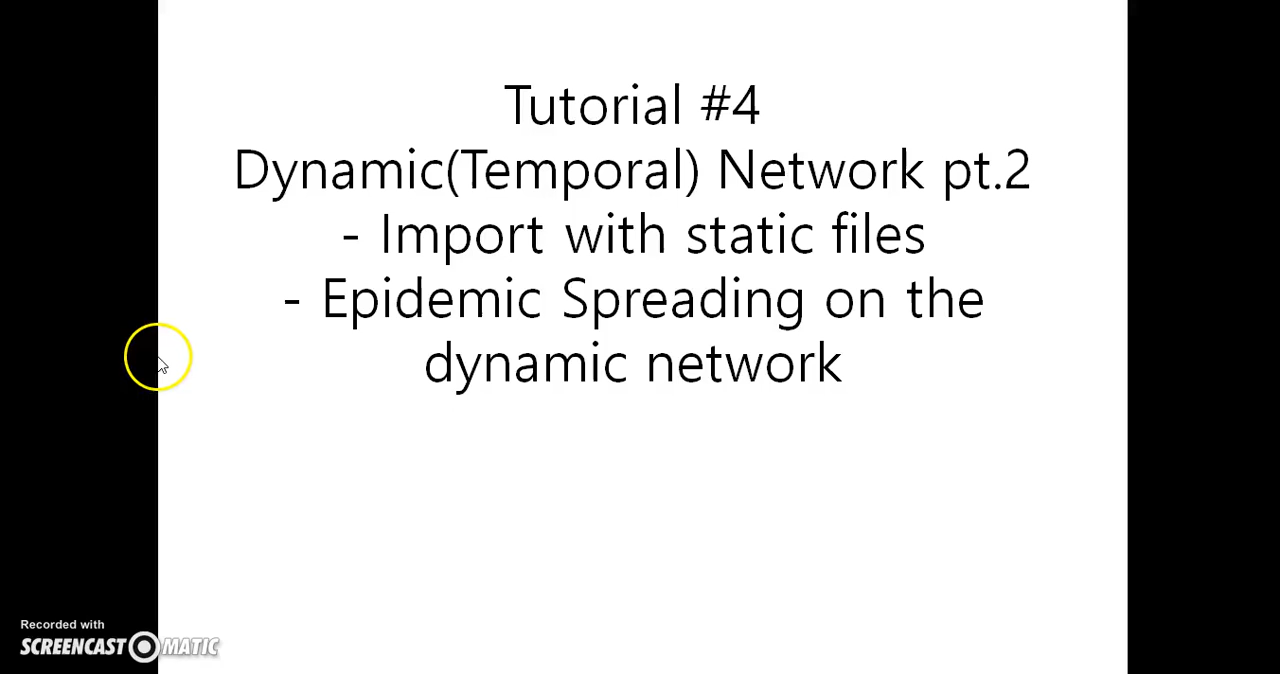 Tutorial #4
Dynamic(Temporal) Network pt.2
- Import with static files
- Epidemic Spreading on the
dynamic network
Recorded with
SCREENCAST MATIC